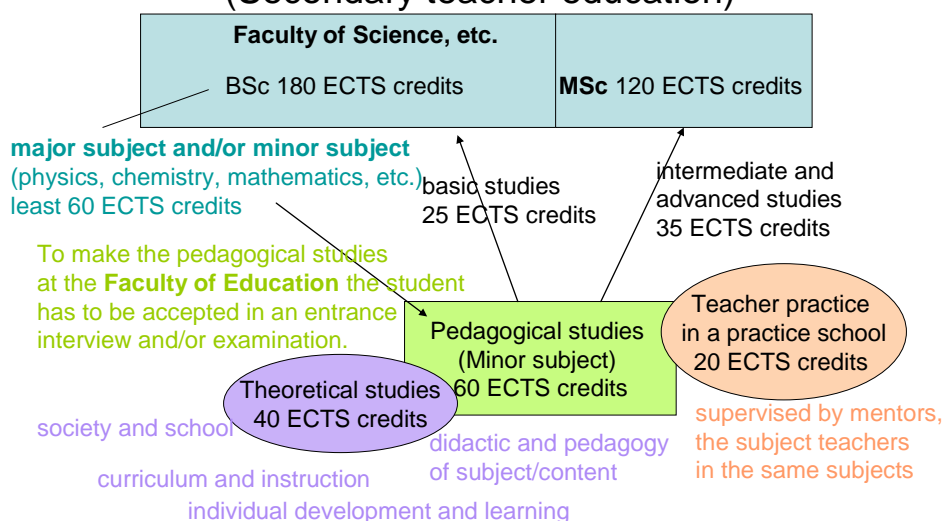 (Secondary teacher education)
Faculty of Science, etc.
BSc 180 ECTS credits
MSc 120 ECTS credits
major subject and/or minor subject
(physics, chemistry, mathematics, etc.)
least 60 ECTS credits
basic studies
25 ECTS credits
intermediate and
advanced studies
35 ECTS credits
To make the pedagogical studies
at the Faculty of Education the student
has to be accepted in an entrance
interview and/or examination.
Pedagogical studies
(Minor subject)
60 ECTS credits
Teacher practice
in a practice school
20 ECTS credits
Theoretical studies
40 ECTS credits
society and school
didactic and pedagogy
of subject/content
supervised by mentors,
the subject teachers
in the same subjects
curriculum and instruction
individual development and learning